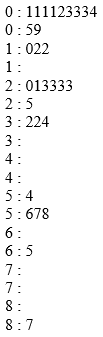 0 : 111123334
0 : 59
1 : 022
1 :
2 : 013333
2 : 5
3 : 224
3 :
4 :
4 :
5 : 4
5 : 678
6 :
6 : 5
7 :
7 :
8 :
8 : 7